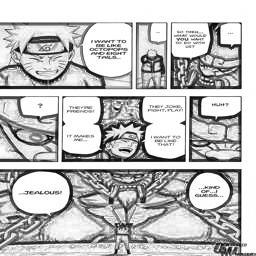 SO THEN...
WHAT
WOULD
YOU WANT
TO DO WITH
US?
...
I WANT TO
BE LIKE
OCTOPOPS
AND EIGHT
TAILS...
HUH?
THEY JOKE,
FIGHT, PLAY!
I WANT TO
BE LIKE
THAT!
THEY'RE
FRIENDS!
IT MAKES
ME...
?
...KIND
OF... I
GUESS...
...JEALOUS!